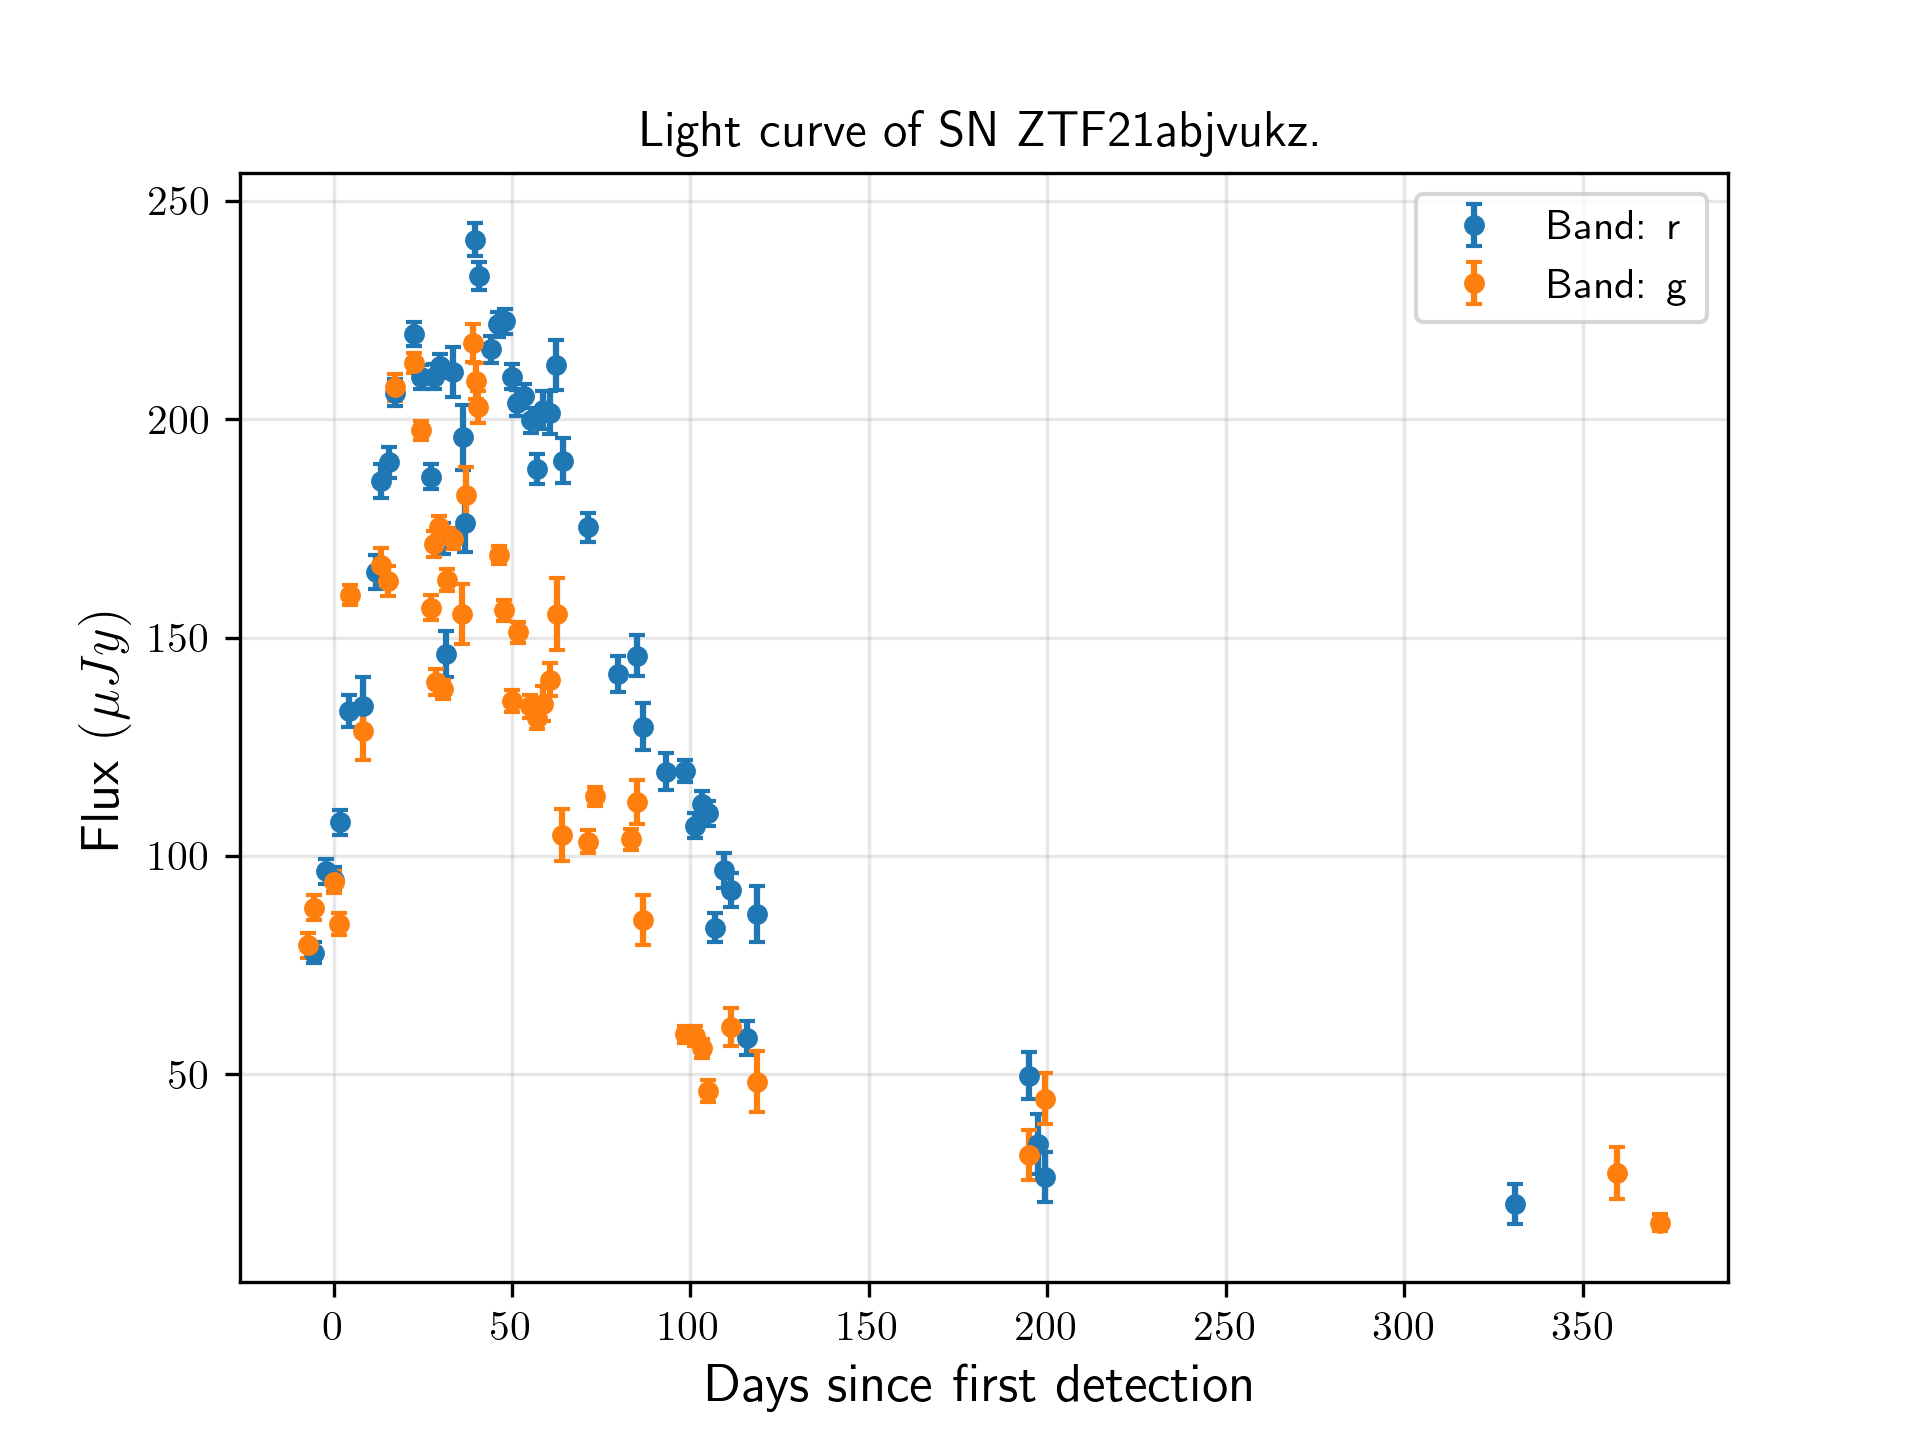 Light curve of SN ZTF21abjvukz.
250
200
150
100
50
Flux (μJy)
Band: r
Band: g
0 50 100 150 200 250 300 350
Days since first detection